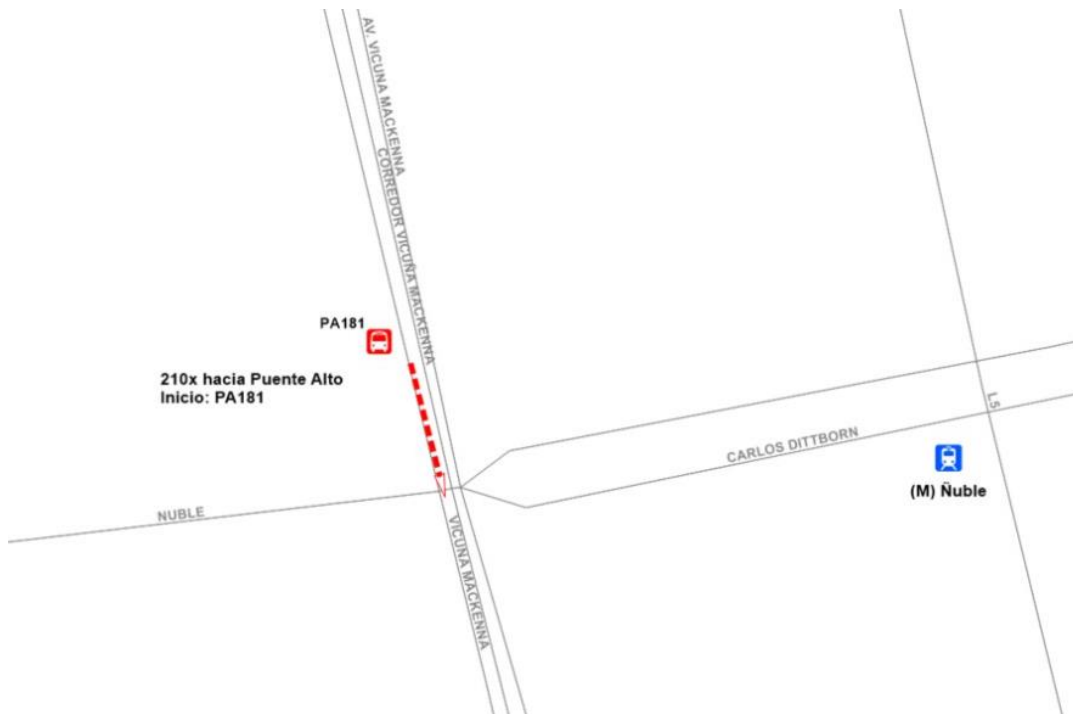 AV. VICUNA MACKENNA
CORREDOR VICUÑA MACKENNA
PA181
210x hacia Puente Alto
Inicio: PA181
L5
CARLOS DITTBORN
(M) Ñuble
NUBLE
VICUNA MACKENNA